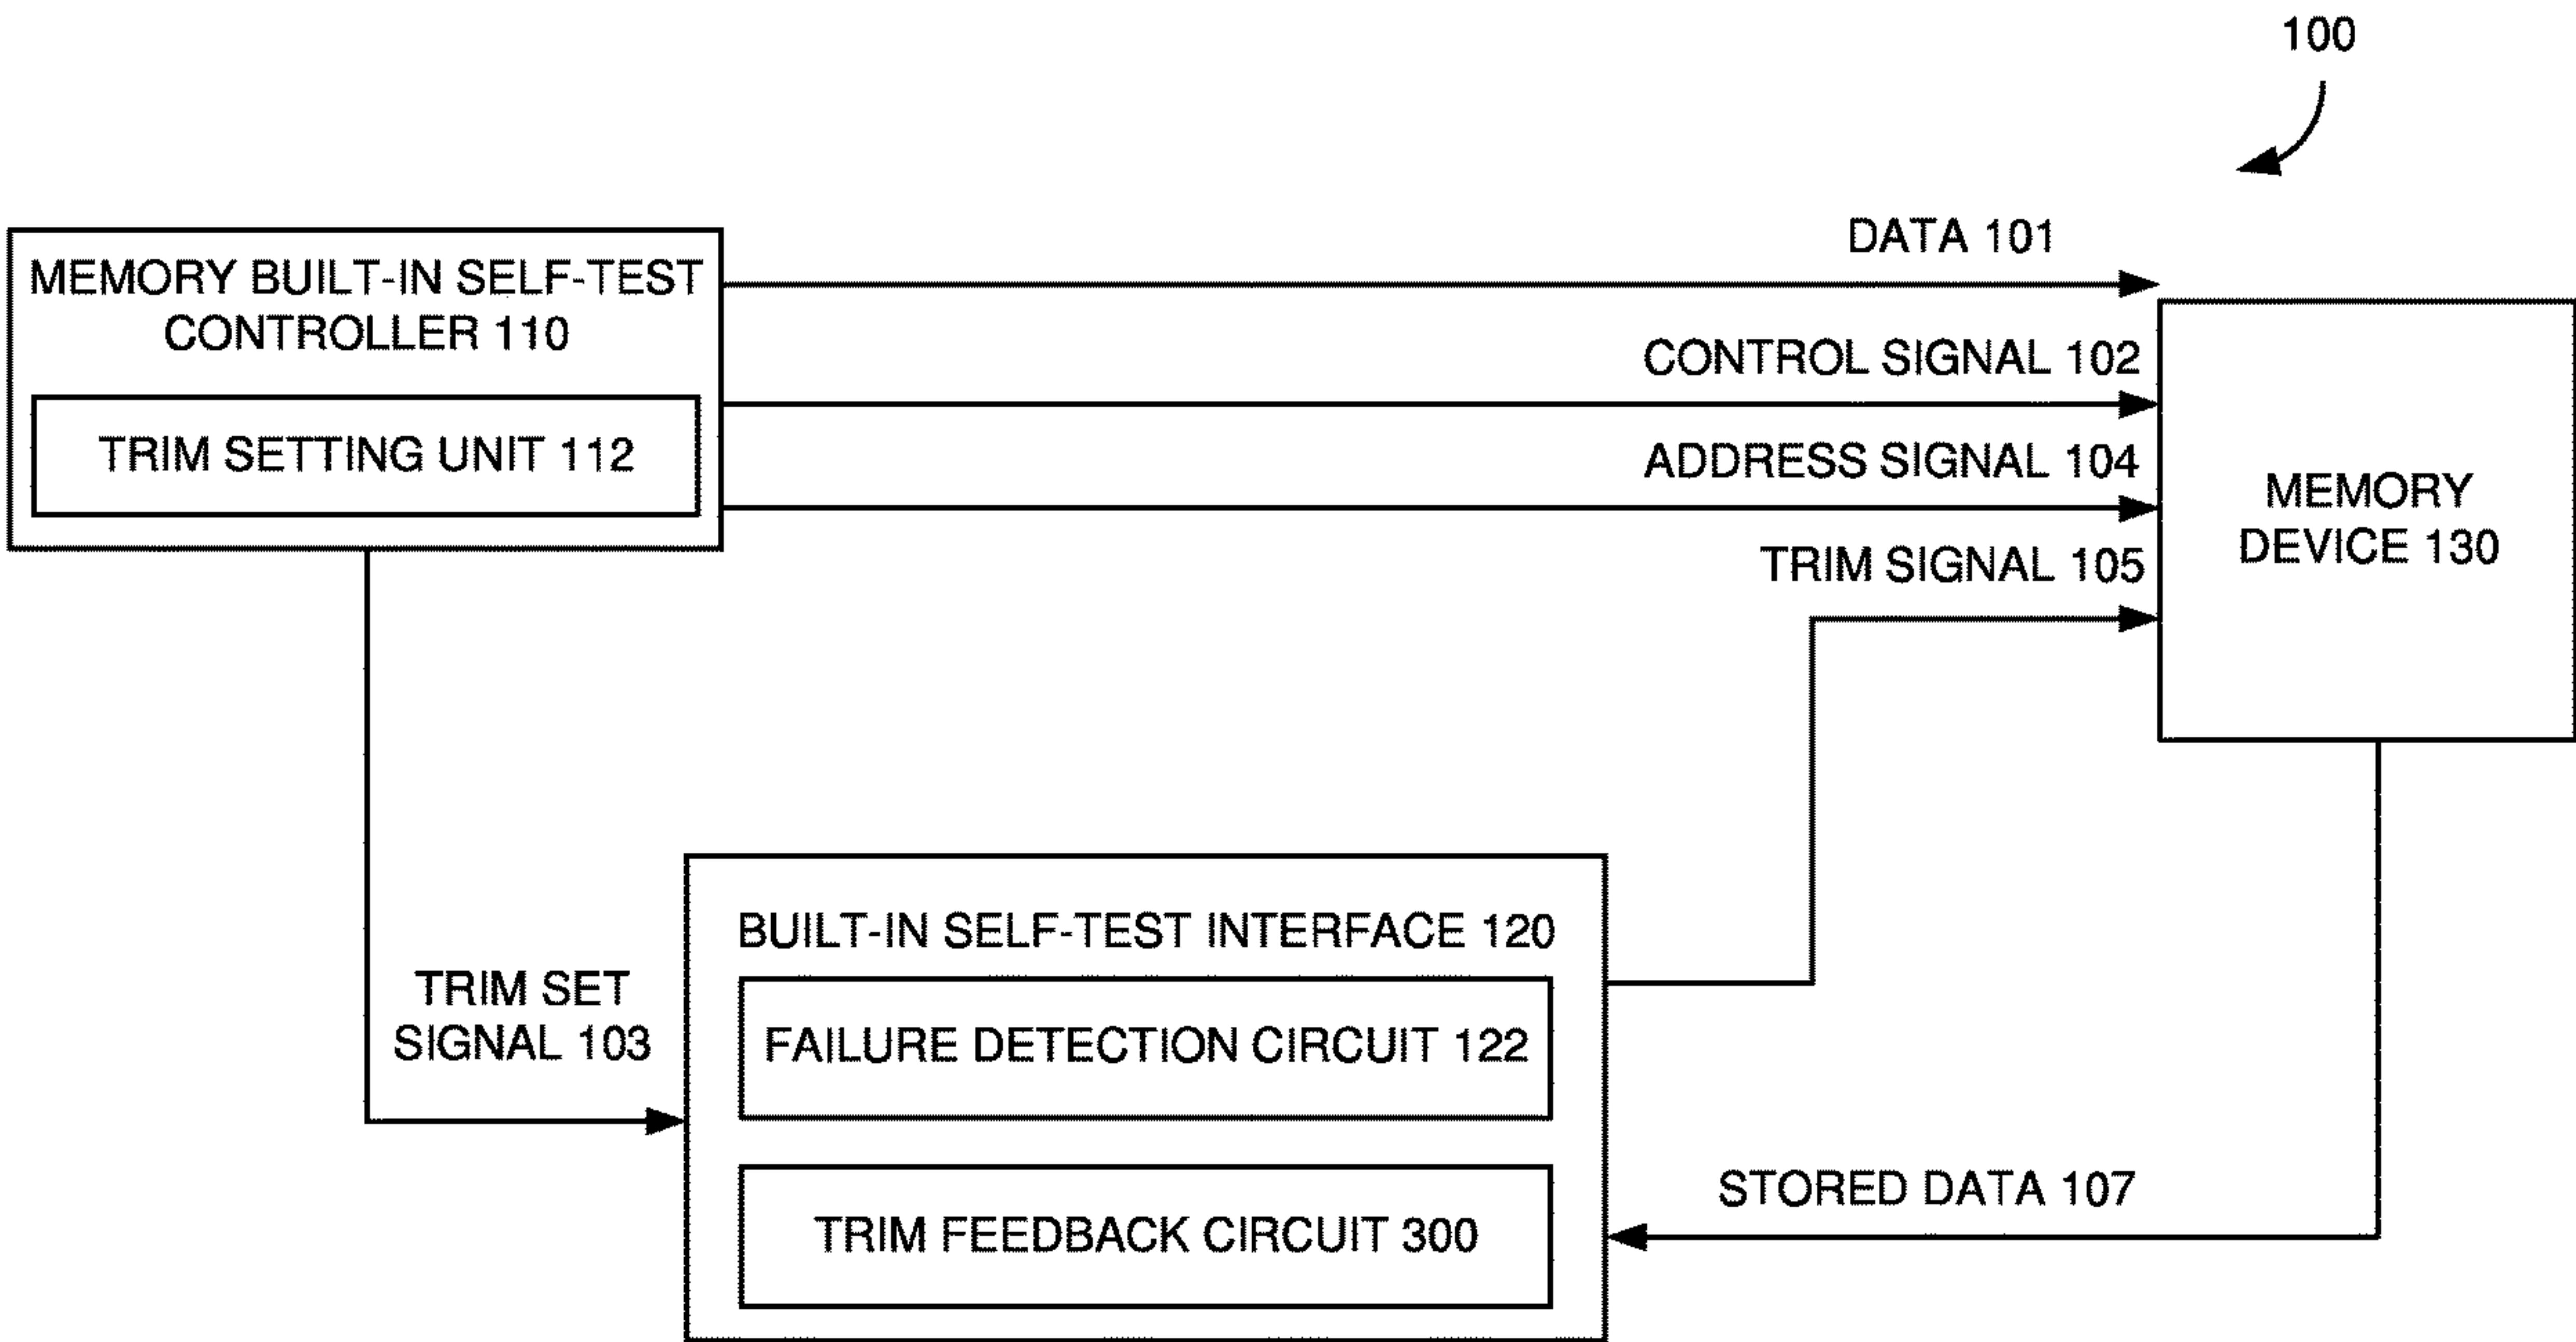 100
DATA 101
MEMORY BUILT-IN SELF-TEST
CONTROLLER 110
CONTROL SIGNAL 102
TRIM SETTING UNIT 112
ADDRESS SIGNAL 104
MEMORY
DEVICE 130
TRIM SIGNAL 105
BUILT-IN SELF-TEST INTERFACE 120
TRIM SET
SIGNAL 103
FAILURE DETECTION CIRCUIT 122
STORED DATA 107
TRIM FEEDBACK CIRCUIT 300